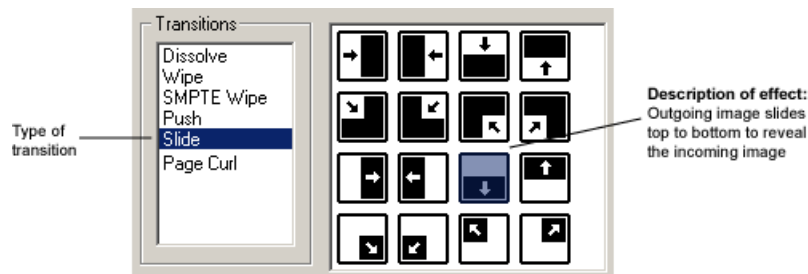 Transitions
Dissolve
Wipe
SMPTE Wipe
Push
Slide
Page Curl
Type of
transition
Description of effect:
Outgoing image slides
top to bottom to reveal
the incoming image